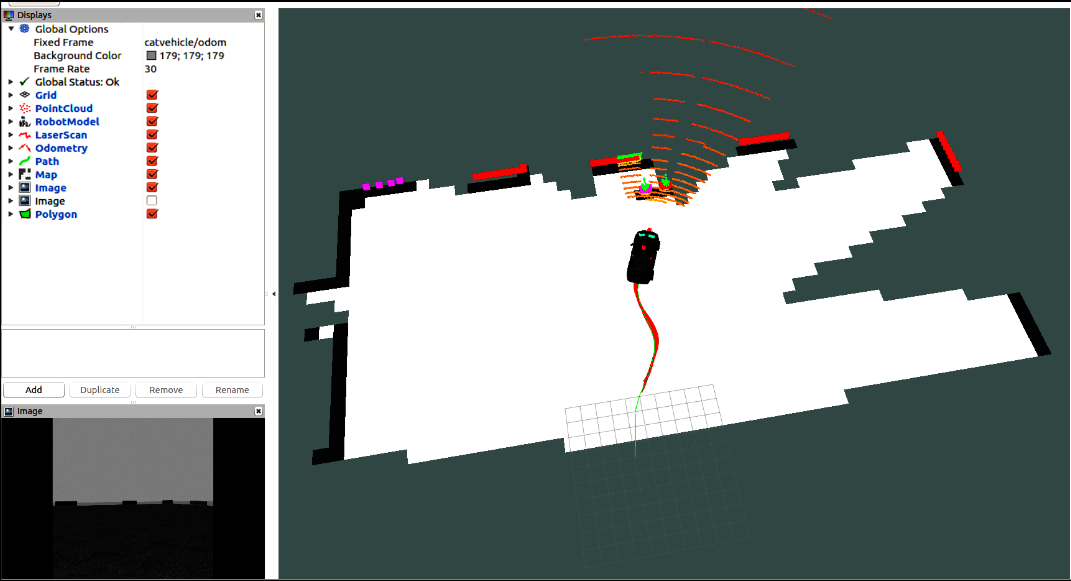 Displays
Global Options
Fixed Frame catvehicle/odom
Background Color 179; 179; 179
Frame Rate 30
Global Status: Ok
Grid
PointCloud
RobotModel
LaserScan
Odometry
Path
Map
Image
Image
Polygon
Add Duplicate Remove Rename
Image